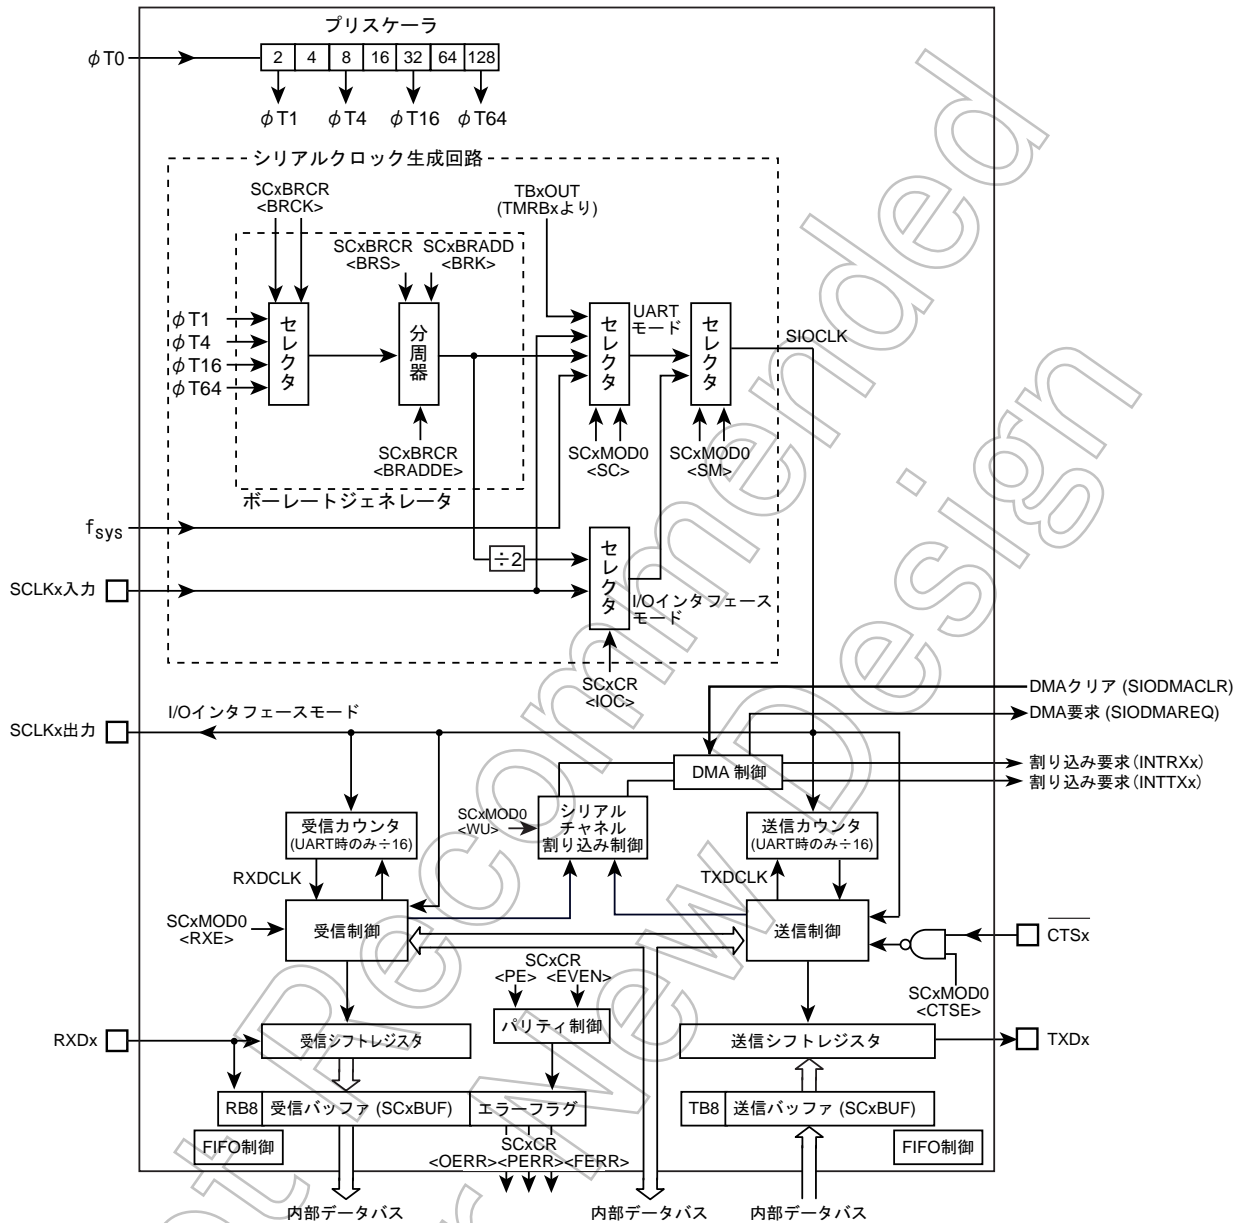 プリスケーラ
φT0
2 4 8 16 32 64 128
φT1 φT4 φT16 φT64
シリアルクロック生成回路
SCxBRCR
<BRCK>
TBxOUT
(TMRBxより)
SCxBRCR
<BRS>
SCxBRADD
<BRK>
φT1
φT4
φT16
φT64
セレクタ
分周器
セレクタ
UART
モード
セレクタ
SIOCLK
SCxBRCR
<BRADDE>
SCxMOD0
<SC>
SCxMOD0
<SM>
ボーレートジェネレータ
fsys
÷2
セレクタ
SCLKx入力
I/Oインタフェース
モード
SCxCR
<IOC>
DMAクリア (SIODMACLR)
I/Oインタフェースモード
SCLKx出力
DMA要求 (SIODMAREQ)
DMA 制御
割り込み要求(INTRXx)
割り込み要求(INTTXx)
受信カウンタ
(UART時のみ÷16)
SCxMOD0
<WU>
シリアル
チャネル
割り込み制御
送信カウンタ
(UART時のみ÷16)
RXDCLK
TXDCLK
SCxMOD0
<RXE>
受信制御
送信制御
CTSx
SCxCR
<PE> <EVEN>
SCxMOD0
<CTSE>
パリティ制御
RXDx
受信シフトレジスタ
送信シフトレジスタ
TXDx
RB8 受信バッファ (SCxBUF) エラーフラグ
TB8 送信バッファ (SCxBUF)
FIFO制御
SCxCR
<OERR><PERR><FERR>
FIFO制御
内部データバス
内部データバス
内部データバス
Not Recommended
for New Design